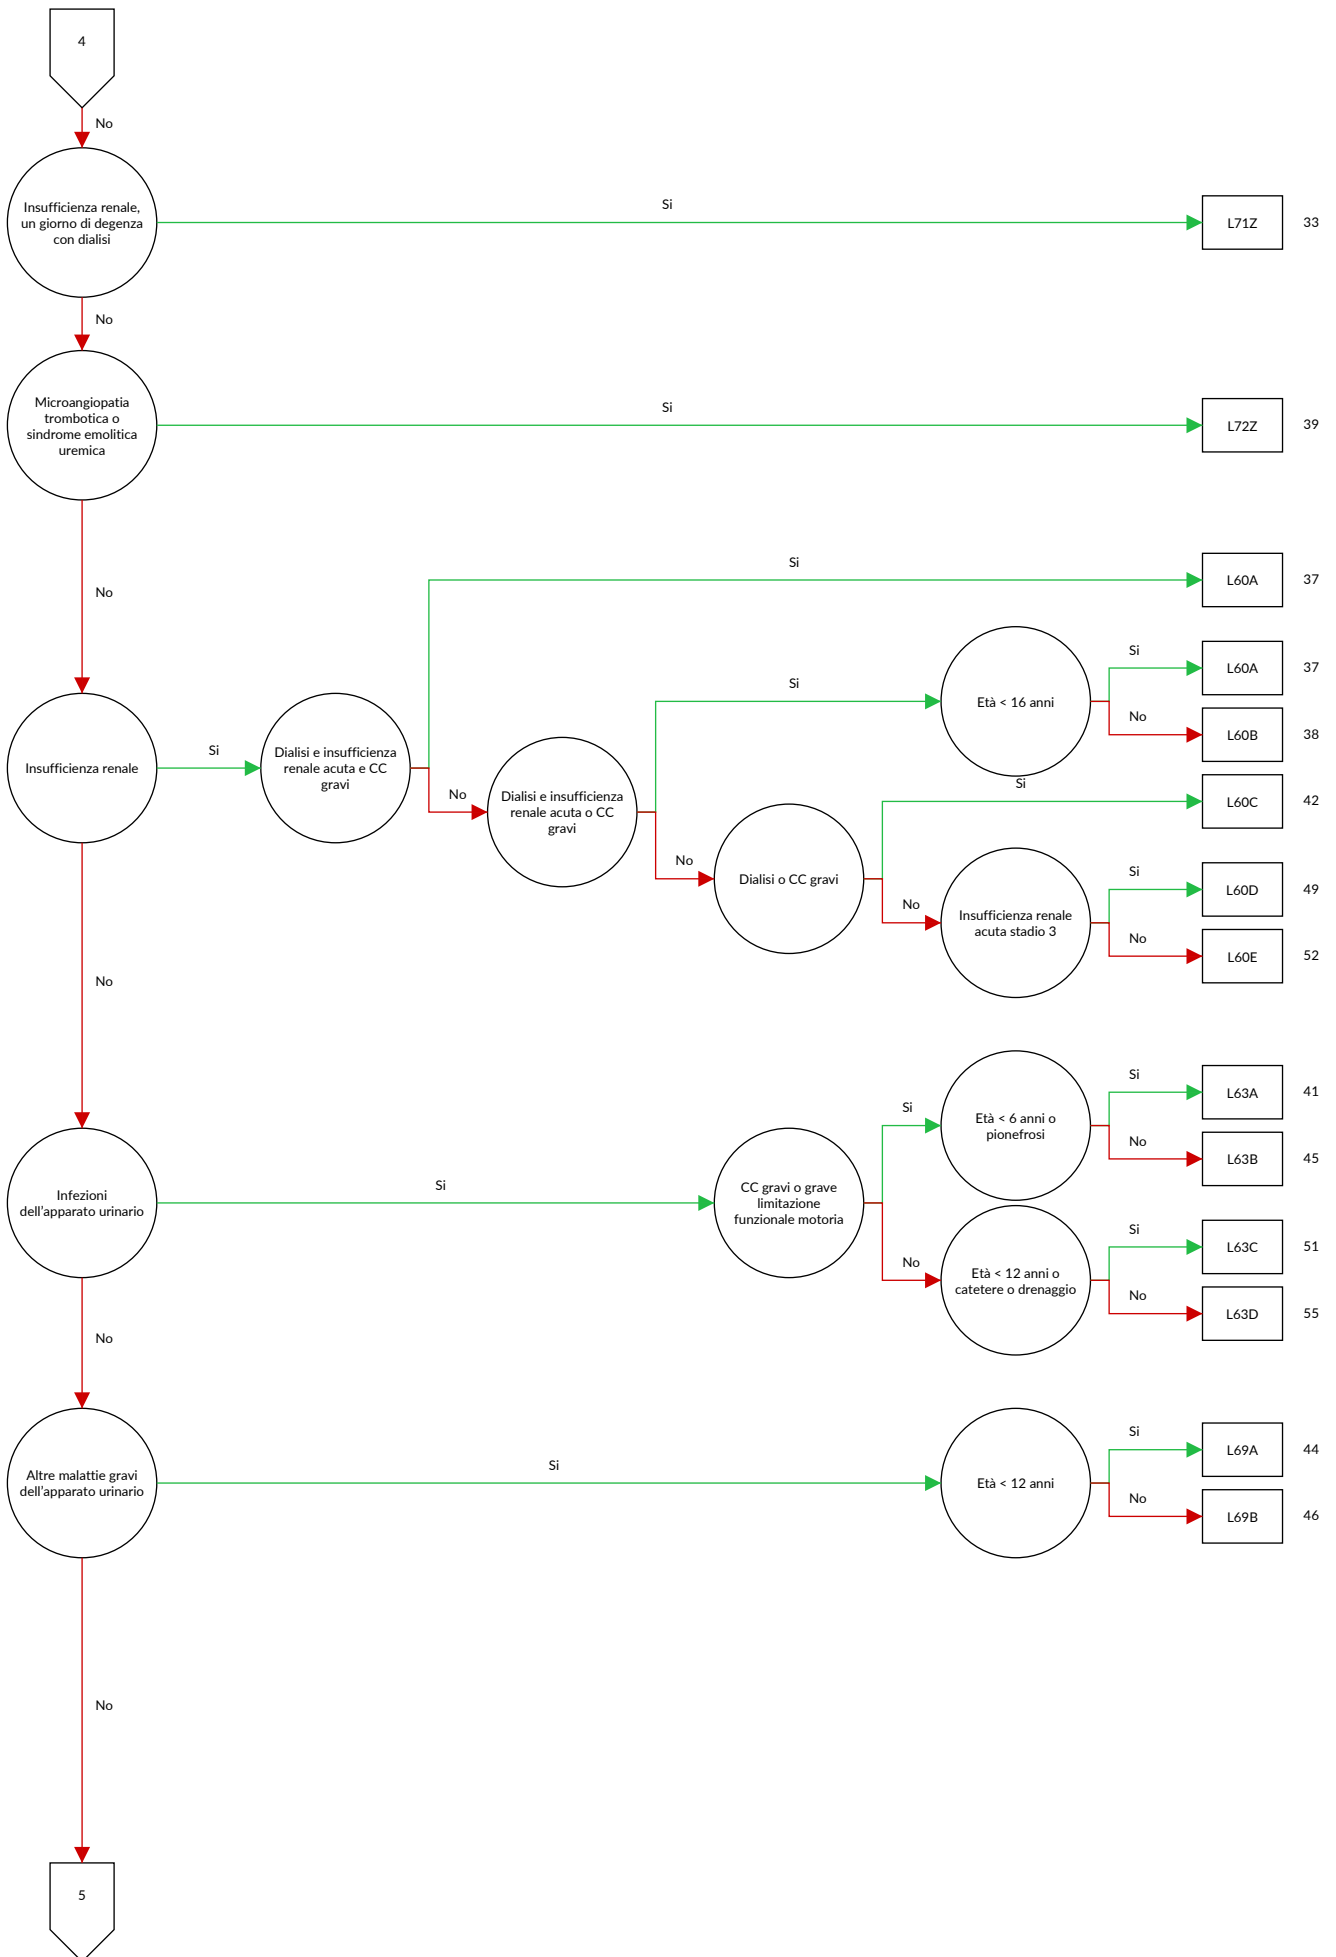 4
No
Insufficienza renale,
un giorno di degenza
con dialisi
Si
L71Z
33
No
Microangiopatia
trombotica o
sindrome emolitica
uremica
Si
L72Z
39
No
Si
L60A
37
Insufficienza renale
Si
Dialisi e insufficienza
renale acuta e CC
gravi
No
Dialisi e insufficienza
renale acuta o CC
gravi
Si
Età < 16 anni
Si
L60A
37
No
L60B
38
No
Dialisi o CC gravi
Si
L60C
42
No
Insufficienza renale
acuta stadio 3
Si
L60D
49
No
L60E
52
No
Infezioni
dell'apparato urinario
Si
CC gravi o grave
limitazione
funzionale motoria
Si
Età < 6 anni o
pionefrosi
Si
L63A
41
No
L63B
45
No
Età < 12 anni o
catetere o drenaggio
Si
L63C
51
No
L63D
55
No
Altre malattie gravi
dell'apparato urinario
Si
Età < 12 anni
Si
L69A
44
No
L69B
46
No
5